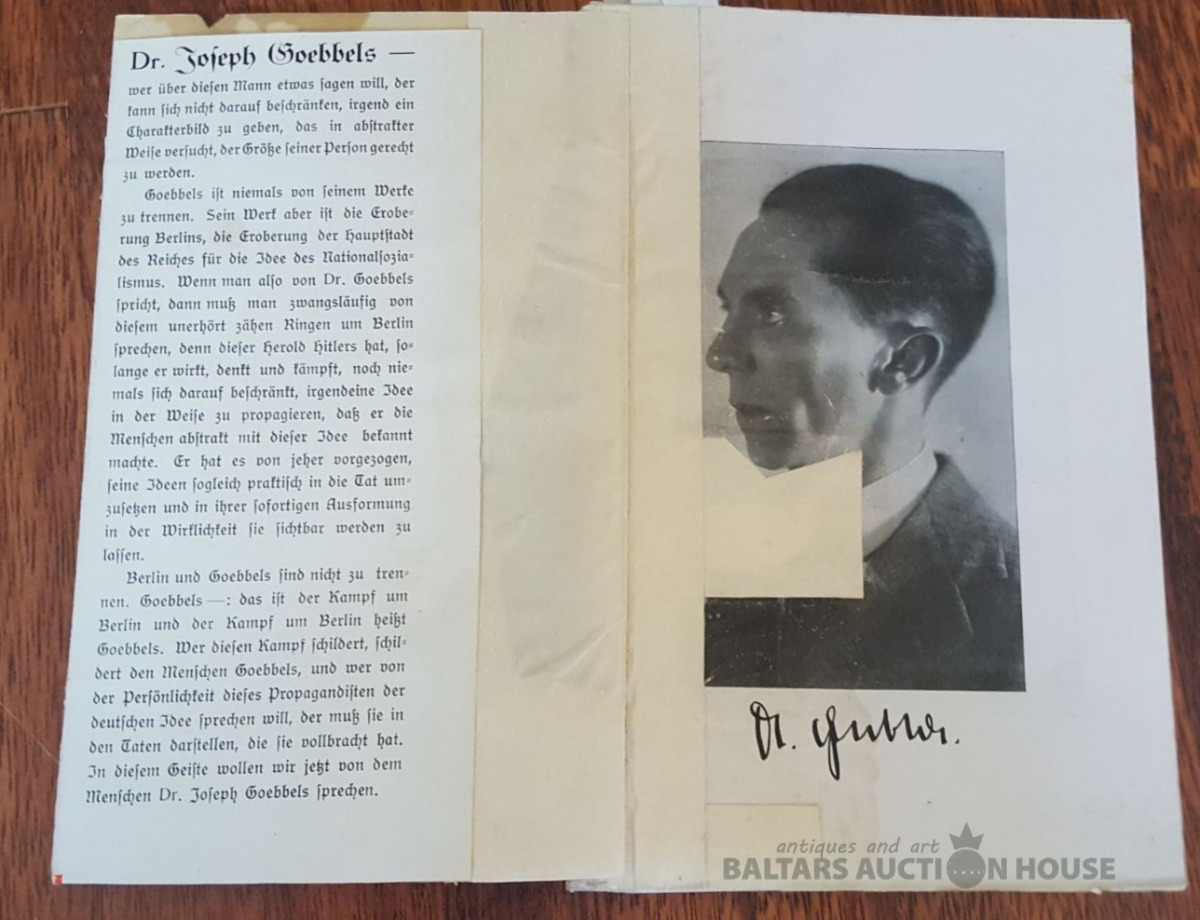 Dr. Joſeph Goebbels —
wer über dieſen Mann etwas ſagen will, der
kann ſich nicht darauf beſchränken, irgend ein
Charakterbild zu geben, das in abſtrakter
Weiſe verſucht, der Größe ſeiner Perſon gerecht
zu werden.
Goebbels iſt niemals von ſeinem Werke
zu trennen. Sein Werk aber iſt die Erobe⸗
rung Berlins, die Eroberung der Hauptſtadt
des Reiches für die Idee des Nationalſozia⸗
lismus. Wenn man alſo von Dr. Goebbels
ſpricht, dann muß man zwangsläufig von
dieſem unerhört zähen Ringen um Berlin
ſprechen, denn dieſer Herold Hitlers hat, ſo⸗
lange er wirkt, denkt und kämpft, noch nie⸗
mals ſich darauf beſchränkt, irgendeine Idee
in der Weiſe zu propagieren, daß er die
Menſchen abſtrakt mit dieſer Idee bekannt
machte. Er hat es von jeher vorgezogen,
ſeine Ideen ſogleich praktiſch in die Tat um⸗
zuſetzen und in ihrer ſofortigen Ausformung
in der Wirklichkeit ſie ſichtbar werden zu
laſſen.
Berlin und Goebbels ſind nicht zu tren⸗
nen. Goebbels —: das iſt der Kampf um
Berlin und der Kampf um Berlin heißt
Goebbels. Wer dieſen Kampf ſchildert, ſchil⸗
dert den Menſchen Goebbels, und wer von
der Perſönlichkeit dieſes Propagandiſten der
deutſchen Idee ſprechen will, der muß ſie in
den Taten darſtellen, die ſie vollbracht hat.
In dieſem Geiſte wollen wir jetzt von dem
Menſchen Dr. Joſeph Goebbels ſprechen.
Dr. Goebbels.
antiques and art
BALTARS AUCTION HOUSE